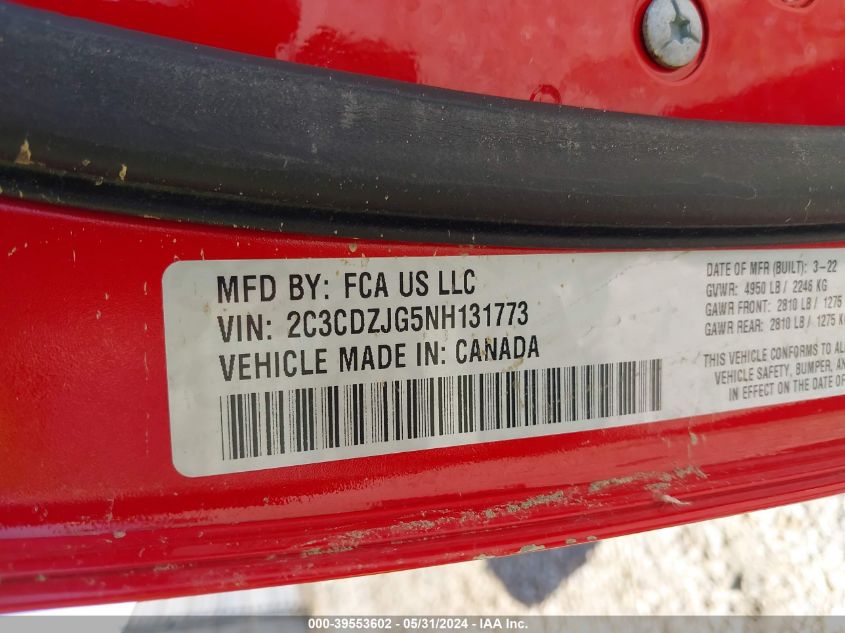 MFD BY: FCA US LLC
VIN: 2C3CDZJG5NH131773
VEHICLE MADE IN: CANADA
DATE OF MFR (BUILT): 3-22
GVWR: 4950 LB / 2246 KG
GAWR FRONT: 2810 LB / 1275
GAWR REAR: 2810 LB / 1275 KG
THIS VEHICLE CONFORMS TO
VEHICLE SAFETY, BUMPER,
IN EFFECT ON THE DATE OF
000-39553602 - 05/31/2024 - IAA Inc.